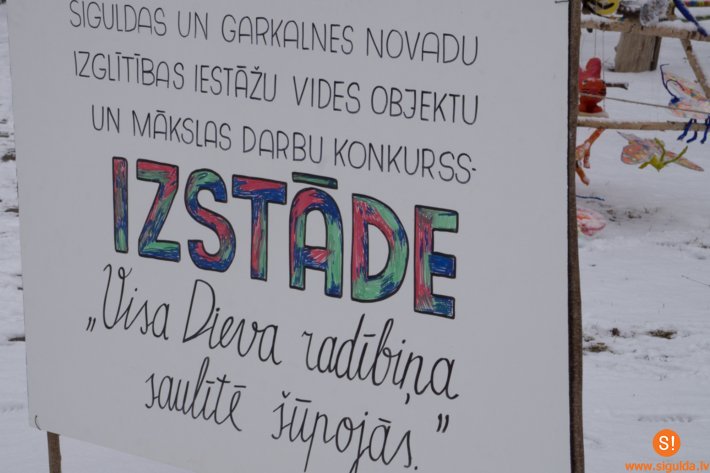 SIGULDAS UN GARKALNES NOVADU
IZGLĪTĪBAS IESTĀŽU VIDES OBJEKTU
UN MĀKSLAS DARBU KONKURSS-
IZSTĀDE
„Visa Dieva radībiņa
saulītē šūpojās.”
S!
www.sigulda.lv